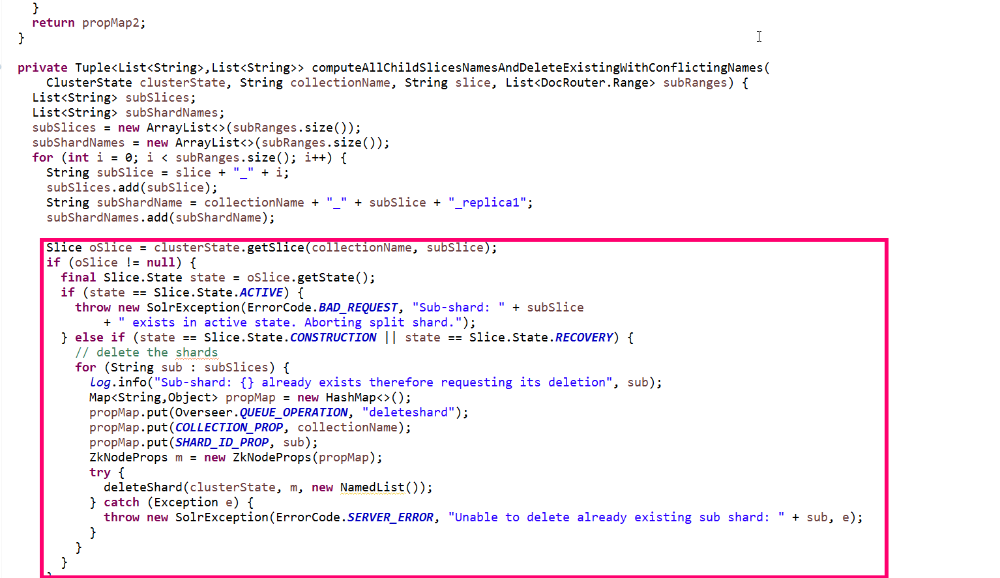 }
    return propMap2;
  }

  private Tuple<List<String>,List<String>> computeAllChildSlicesNamesAndDeleteExistingWithConflictingNames(
      ClusterState clusterState, String collectionName, String slice, List<DocRouter.Range> subRanges) {
    List<String> subSlices;
    List<String> subShardNames;
    subSlices = new ArrayList<>(subRanges.size());
    subShardNames = new ArrayList<>(subRanges.size());
    for (int i = 0; i < subRanges.size(); i++) {
      String subSlice = slice + "_" + i;
      subSlices.add(subSlice);
      String subShardName = collectionName + "_" + subSlice + "_replica1";
      subShardNames.add(subShardName);

      Slice oSlice = clusterState.getSlice(collectionName, subSlice);
      if (oSlice != null) {
        final Slice.State state = oSlice.getState();
        if (state == Slice.State.ACTIVE) {
          throw new SolrException(ErrorCode.BAD_REQUEST, "Sub-shard: " + subSlice
              + " exists in active state. Aborting split shard.");
        } else if (state == Slice.State.CONSTRUCTION || state == Slice.State.RECOVERY) {
          // delete the shards
          for (String sub : subSlices) {
            log.info("Sub-shard: {} already exists therefore requesting its deletion", sub);
            Map<String,Object> propMap = new HashMap<>();
            propMap.put(Overseer.QUEUE_OPERATION, "deleteshard");
            propMap.put(COLLECTION_PROP, collectionName);
            propMap.put(SHARD_ID_PROP, sub);
            ZkNodeProps m = new ZkNodeProps(propMap);
            try {
              deleteShard(clusterState, m, new NamedList());
            } catch (Exception e) {
              throw new SolrException(ErrorCode.SERVER_ERROR, "Unable to delete already existing sub shard: " + sub, e);
            }
          }
        }
      }